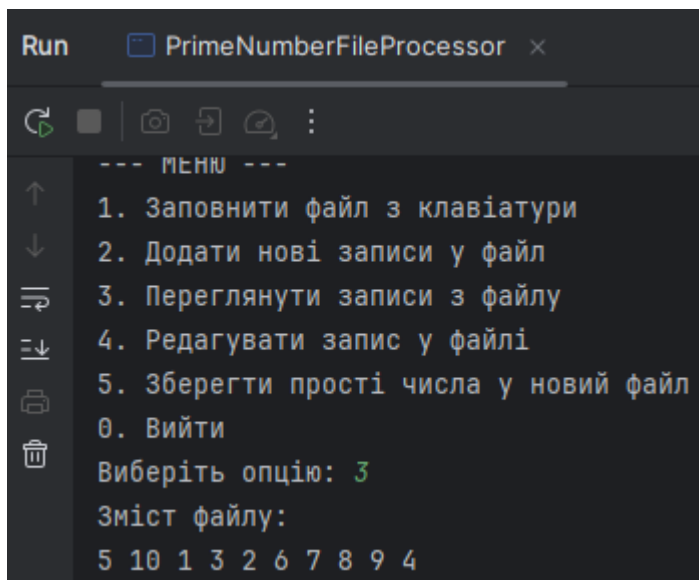 Run PrimeNumberFileProcessor
--- МЕНЮ ---
1. Заповнити файл з клавіатури
2. Додати нові записи у файл
3. Переглянути записи з файлу
4. Редагувати запис у файлі
5. Зберегти прості числа у новий файл
0. Вийти
Виберіть опцію: 3
Зміст файлу:
5 10 1 3 2 6 7 8 9 4